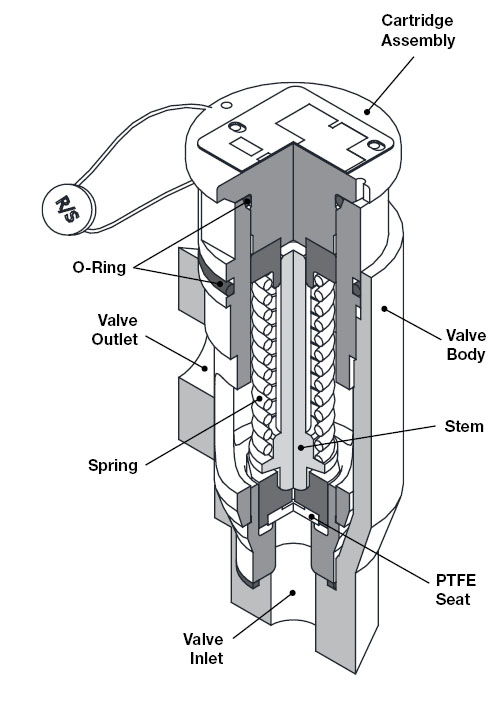 Cartridge
Assembly
R/S
O-Ring
Valve
Outlet
Valve
Body
Stem
Spring
PTFE
Seat
Valve
Inlet